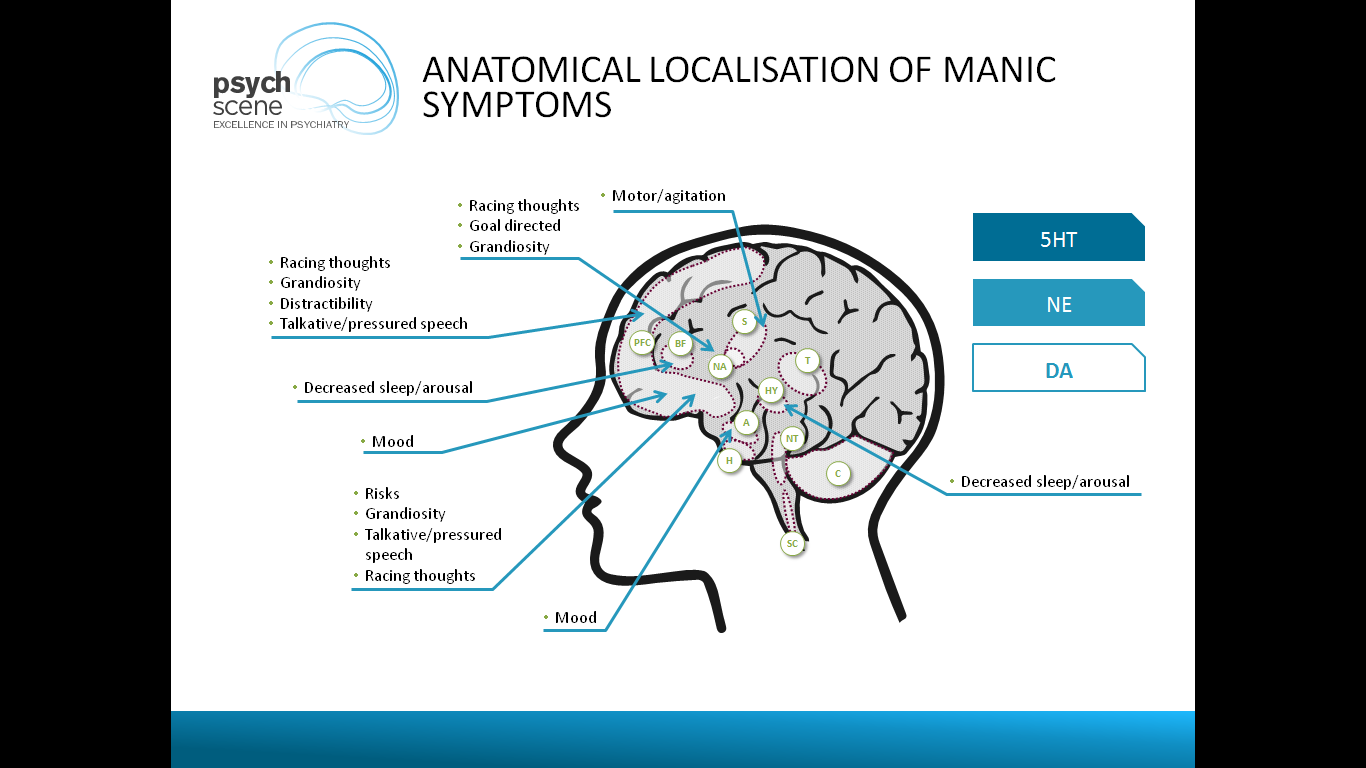 psych
scene
EXCELLENCE IN PSYCHIATRY
ANATOMICAL LOCALISATION OF MANIC
SYMPTOMS
• Motor/agitation
• Racing thoughts
• Goal directed
• Grandiosity
• Racing thoughts
• Grandiosity
• Distractibility
• Talkative/pressured speech
• Decreased sleep/arousal
• Mood
• Risks
• Grandiosity
• Talkative/pressured
speech
• Racing thoughts
• Mood
S
PFC
BF
NA
T
HY
A
NT
H
C
SC
5HT
NE
DA
• Decreased sleep/arousal